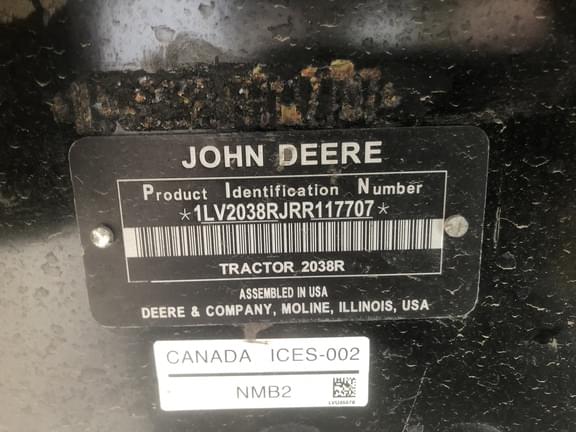 JOHN DEERE
Product Identification Number
*1LV2038RJRR117707*
TRACTOR 2038R
ASSEMBLED IN USA
DEERE & COMPANY, MOLINE, ILLINOIS, USA
CANADA ICES-002
NMB2